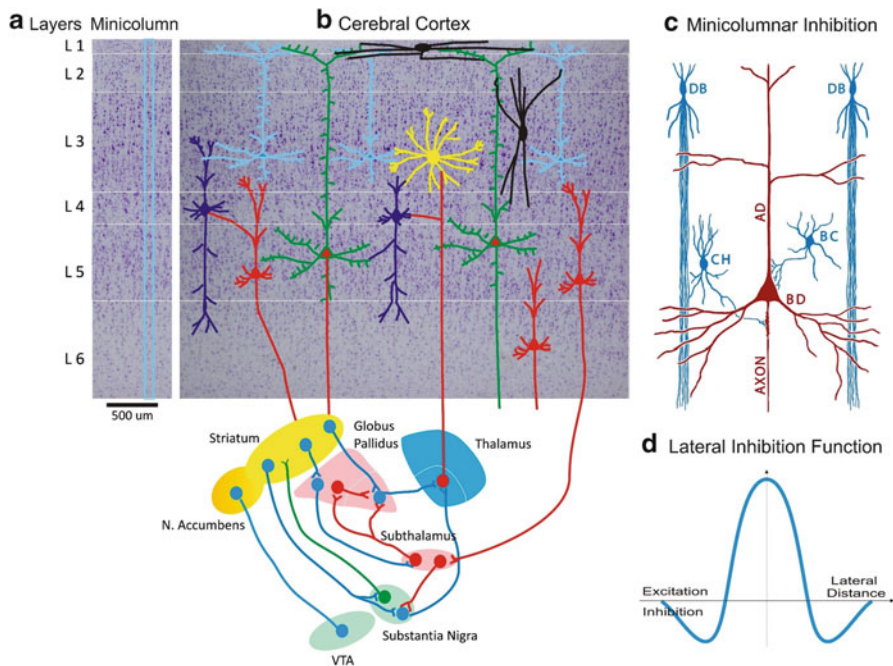 a Layers Minicolumn
L 1
L 2
L 3
L 4
L 5
L 6
500 um
b Cerebral Cortex
Striatum
Globus
Pallidus
Thalamus
N. Accumbens
Subthalamus
Substantia Nigra
VTA
c Minicolumnar Inhibition
DB
DB
AD
CH
BC
BD
AXON
d Lateral Inhibition Function
Excitation
Inhibition
Lateral
Distance